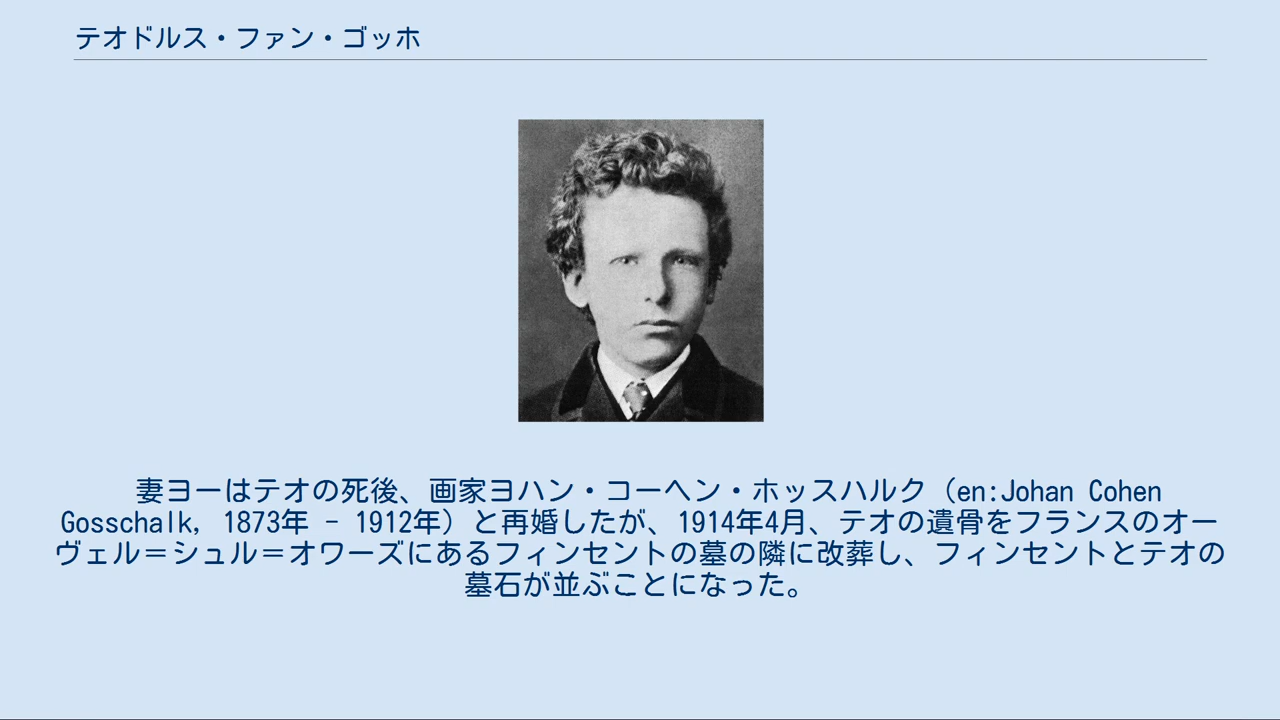 テオドルス・ファン・ゴッホ
妻ヨーはテオの死後、画家ヨハン・コーヘン・ホッスハルク（en:Johan Cohen
Gosschalk, 1873年 - 1912年）と再婚したが、1914年4月、テオの遺骨をフランスのオー
ヴェル＝シュル＝オワーズにあるフィンセントの墓の隣に改葬し、フィンセントとテオの
墓石が並ぶことになった。